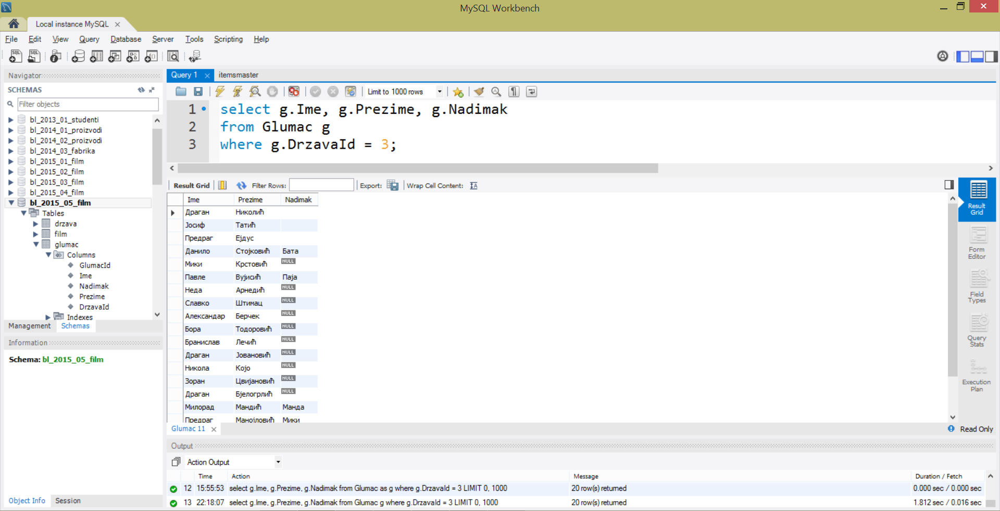 MySQL Workbench
Local instance MySQL
File Edit View Query Database Server Tools Scripting Help
Navigator
SCHEMAS
Filter objects
bl_2013_01_studenti
bl_2014_01_proizvodi
bl_2014_02_proizvodi
bl_2014_03_fabrika
bl_2015_01_film
bl_2015_02_film
bl_2015_03_film
bl_2015_04_film
bl_2015_05_film
Tables
drzava
film
glumac
Columns
GlumacId
Ime
Nadimak
Prezime
DrzavaId
Indexes
Management Schemas
Information
Schema: bl_2015_05_film
Object Info Session
Query 1 itemsmaster
Limit to 1000 rows
1 select g.Ime, g.Prezime, g.Nadimak
2 from Glumac g
3 where g.DrzavaId = 3;
Result Grid Filter Rows: Export: Wrap Cell Content:
Ime Prezime Nadimak
Драган Николић
Јосиф Татић
Предраг Ејдус
Данило Стојковић Бата
Мики Крстовић NULL
Павле Вујисић Паја
Неда Арнедић NULL
Славко Штимац NULL
Александар Берчек NULL
Бора Тодоровић NULL
Бранислав Лечић NULL
Драган Јовановић NULL
Никола Којо NULL
Зоран Цвијановић NULL
Драган Бјелогрлић NULL
Милорад Мандић Манда
Предраг Манојловић Мики
Result
Grid
Form
Editor
Field
Types
Query
Stats
Execution
Plan
Glumac 11
Read Only
Output
Action Output
Time Action Message Duration / Fetch
12 15:55:53 select g.Ime, g.Prezime, g.Nadimak from Glumac as g where g.DrzavaId = 3 LIMIT 0, 1000 20 row(s) returned 0.000 sec / 0.000 sec
13 22:18:07 select g.Ime, g.Prezime, g.Nadimak from Glumac g where g.DrzavaId = 3 LIMIT 0, 1000 20 row(s) returned 1.812 sec / 0.016 sec